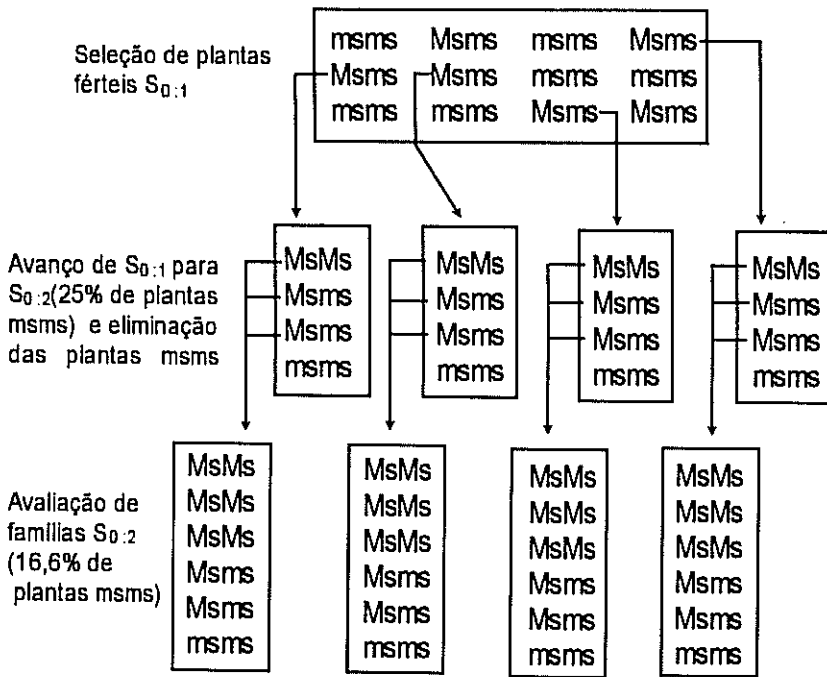 Seleção de plantas
férteis S0:1
msms Msms msms Msms
Msms Msms msms msms
msms msms Msms Msms
Avanço de S0:1 para
S0:2(25% de plantas
msms) e eliminação
das plantas msms
MsMs MsMs MsMs MsMs
Msms Msms Msms Msms
Msms Msms Msms Msms
msms msms msms msms
Avaliação de
famílias S0:2
(16,6% de
plantas msms)
MsMs MsMs MsMs MsMs
MsMs MsMs MsMs MsMs
MsMs MsMs MsMs MsMs
Msms Msms Msms Msms
Msms Msms Msms Msms
msms msms msms msms